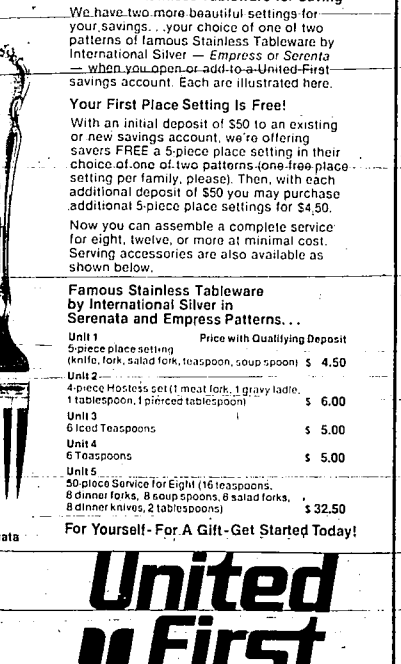 Tableware for Saving
We have two more beautiful settings for
your savings. . .your choice of one of two
patterns of famous Stainless Tableware by
International Silver — Empress or Serenta
— when you open or add to a United First
savings account. Each are illustrated here.
Your First Place Setting Is Free!
With an initial deposit of $50 to an existing
or new savings account, we're offering
savers FREE a 5-piece place setting in their
choice of one of two patterns (one free place
setting per family, please). Then, with each
additional deposit of $50 you may purchase
additional 5-piece place settings for $4.50.
Now you can assemble a complete service
for eight, twelve, or more at minimal cost.
Serving accessories are also available as
shown below.
Famous Stainless Tableware
by International Silver in
Serenata and Empress Patterns. . .
Unit 1 Price with Qualifying Deposit
5-piece place setting
(knife, fork, salad fork, teaspoon, soup spoon) $ 4.50
Unit 2
4-piece Hostess set (1 meat fork, 1 gravy ladle,
1 tablespoon, 1 pierced tablespoon) $ 6.00
Unit 3
6 Iced Teaspoons $ 5.00
Unit 4
6 Teaspoons $ 5.00
Unit 5
50-piece Service for Eight (16 teaspoons,
8 dinner forks, 8 soup spoons, 8 salad forks,
8 dinner knives, 2 tablespoons) $ 32.50
For Yourself - For A Gift - Get Started Today!
ata
United
First